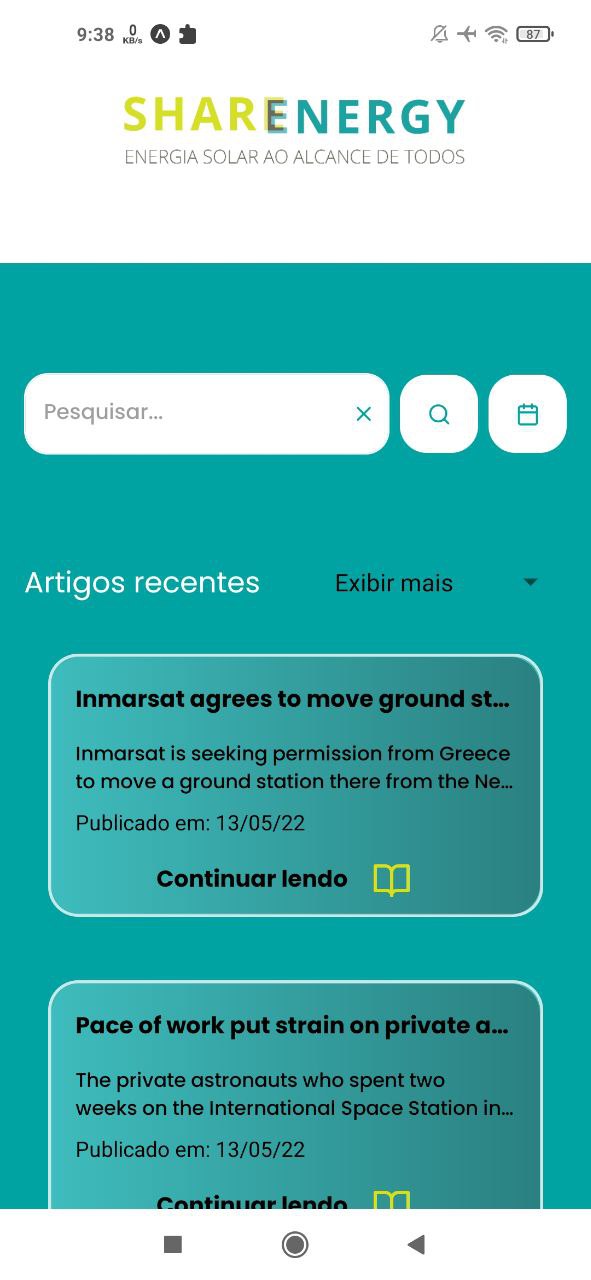 9:38 0 KB/s 87
SHARENERGY
ENERGIA SOLAR AO ALCANCE DE TODOS
Pesquisar...
Artigos recentes Exibir mais
Inmarsat agrees to move ground st...
Inmarsat is seeking permission from Greece
to move a ground station there from the Ne...
Publicado em: 13/05/22
Continuar lendo
Pace of work put strain on private a...
The private astronauts who spent two
weeks on the International Space Station in...
Publicado em: 13/05/22
Continuar lendo